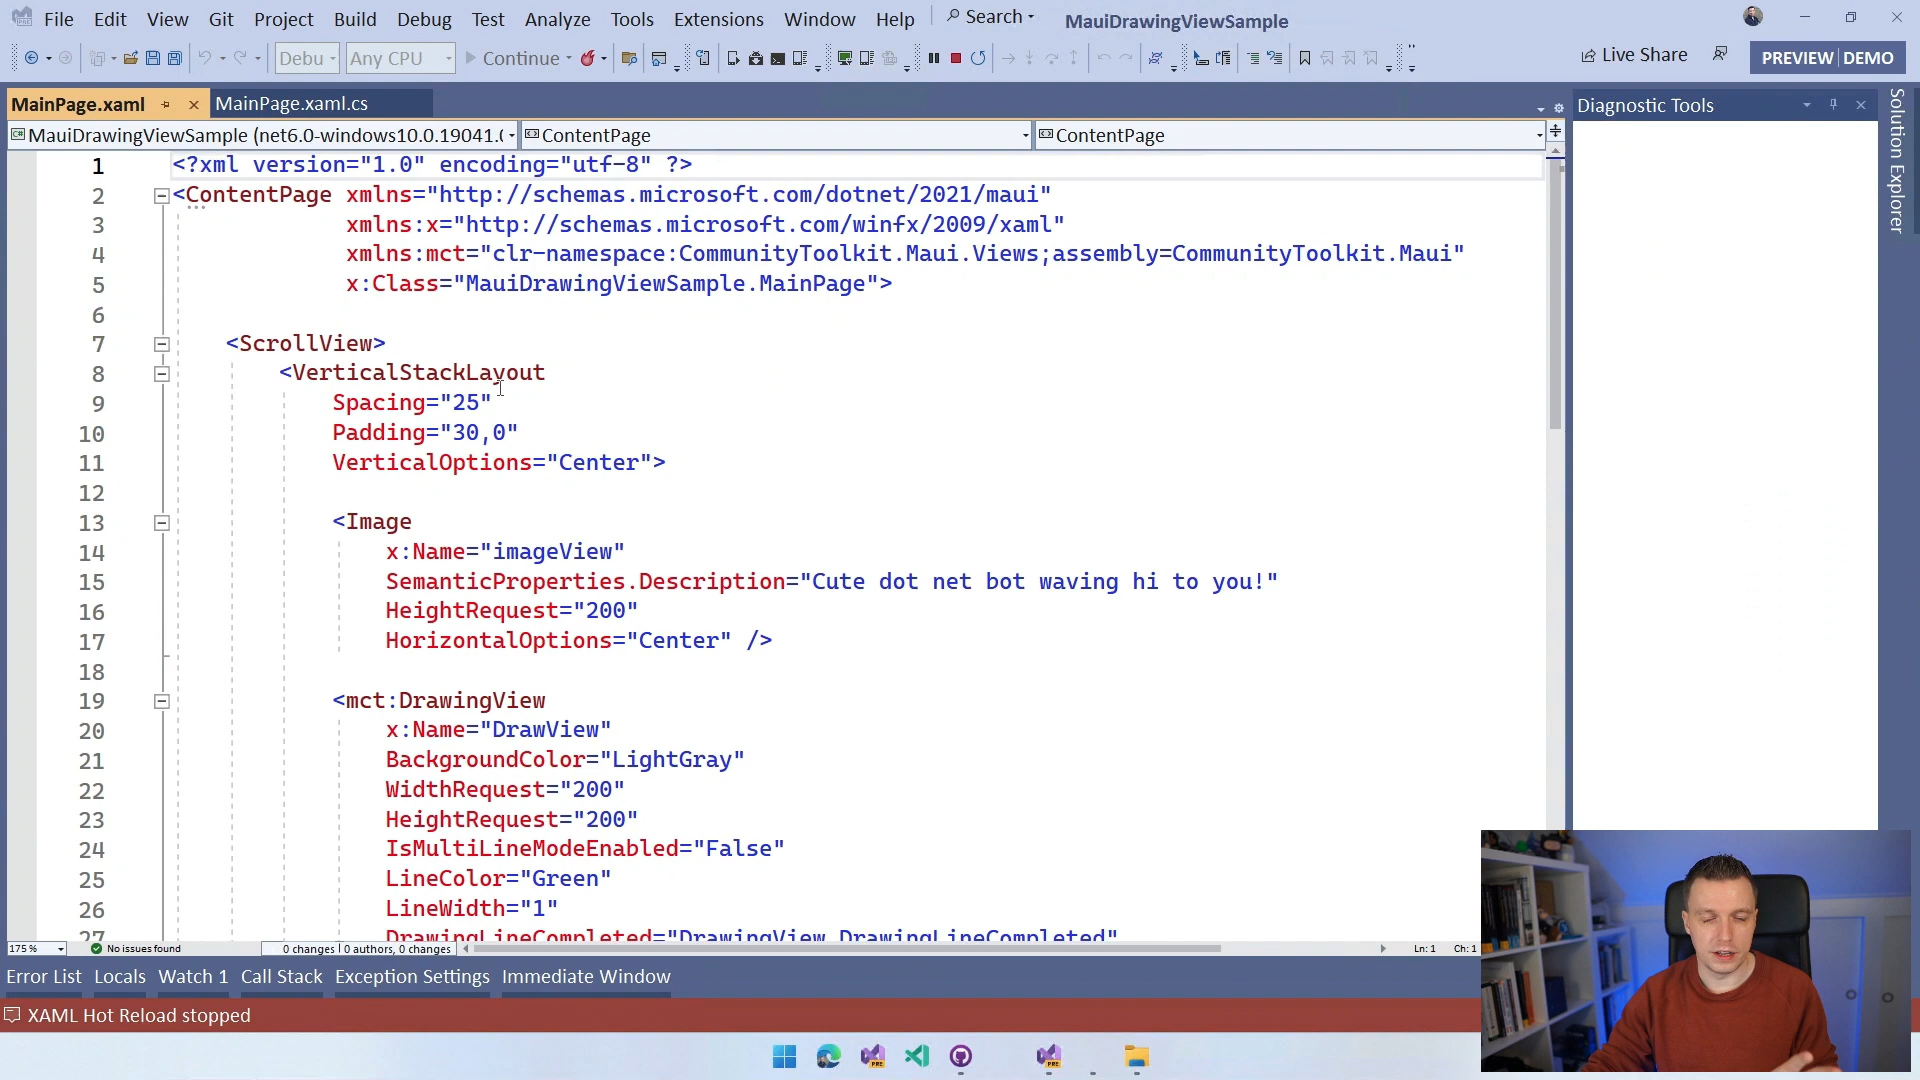 File Edit View Git Project Build Debug Test Analyze Tools Extensions Window Help Search MauiDrawingViewSample
Debu Any CPU Continue Live Share PREVIEW DEMO
MainPage.xaml MainPage.xaml.cs Diagnostic Tools
MauiDrawingViewSample (net6.0-windows10.0.19041.( ContentPage ContentPage
Solution Explorer
1 <?xml version="1.0" encoding="utf-8" ?>
2 <ContentPage xmlns="http://schemas.microsoft.com/dotnet/2021/maui"
3 xmlns:x="http://schemas.microsoft.com/winfx/2009/xaml"
4 xmlns:mct="clr-namespace:CommunityToolkit.Maui.Views;assembly=CommunityToolkit.Maui"
5 x:Class="MauiDrawingViewSample.MainPage">
6
7 <ScrollView>
8 <VerticalStackLayout
9 Spacing="25"
10 Padding="30,0"
11 VerticalOptions="Center">
12
13 <Image
14 x:Name="imageView"
15 SemanticProperties.Description="Cute dot net bot waving hi to you!"
16 HeightRequest="200"
17 HorizontalOptions="Center" />
18
19 <mct:DrawingView
20 x:Name="DrawView"
21 BackgroundColor="LightGray"
22 WidthRequest="200"
23 HeightRequest="200"
24 IsMultiLineModeEnabled="False"
25 LineColor="Green"
26 LineWidth="1"
27 DrawingLineCompleted="DrawingView_DrawingLineCompleted"
175 % No issues found 0 changes | 0 authors, 0 changes Ln: 1 Ch: 1
Error List Locals Watch 1 Call Stack Exception Settings Immediate Window
XAML Hot Reload stopped
PRE PRE